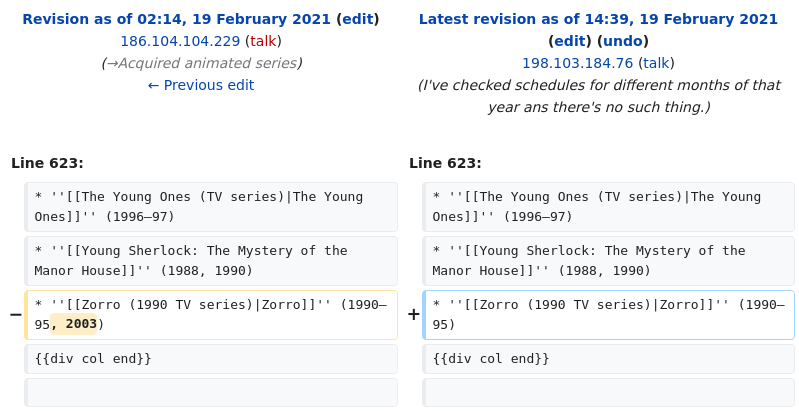 Revision as of 02:14, 19 February 2021 (edit)
186.104.104.229 (talk)
(→Acquired animated series)
← Previous edit
Latest revision as of 14:39, 19 February 2021
(edit) (undo)
198.103.184.76 (talk)
(I've checked schedules for different months of that
year ans there's no such thing.)
Line 623:
* ''[[The Young Ones (TV series)|The Young
Ones]]'' (1996–97)
* ''[[Young Sherlock: The Mystery of the
Manor House]]'' (1988, 1990)
− * ''[[Zorro (1990 TV series)|Zorro]]'' (1990–
95, 2003)
{{div col end}}
Line 623:
* ''[[The Young Ones (TV series)|The Young
Ones]]'' (1996–97)
* ''[[Young Sherlock: The Mystery of the
Manor House]]'' (1988, 1990)
+ * ''[[Zorro (1990 TV series)|Zorro]]'' (1990–
95)
{{div col end}}